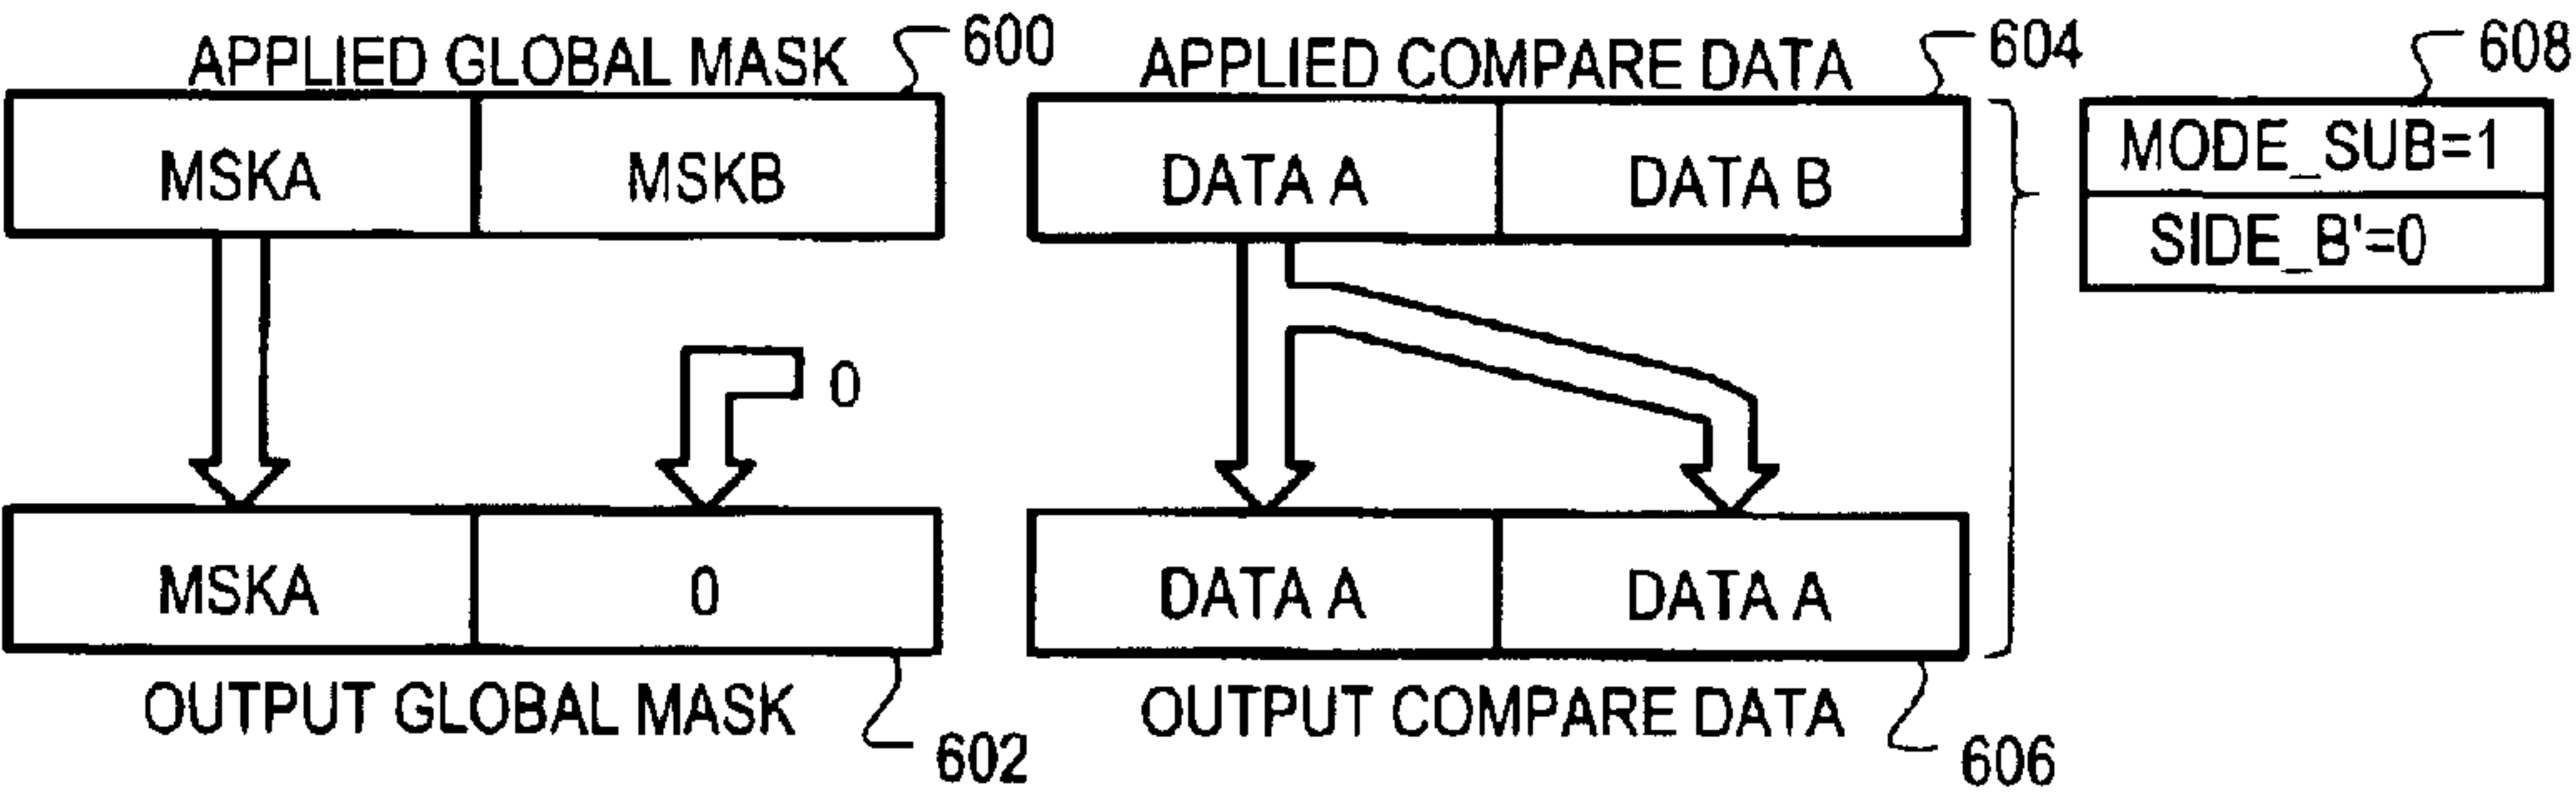 APPLIED GLOBAL MASK 600
APPLIED COMPARE DATA 604
608
MSKA MSKB
DATA A DATA B
MODE_SUB=1
SIDE_B'=0
0
MSKA 0
DATA A DATA A
OUTPUT GLOBAL MASK 602
OUTPUT COMPARE DATA 606